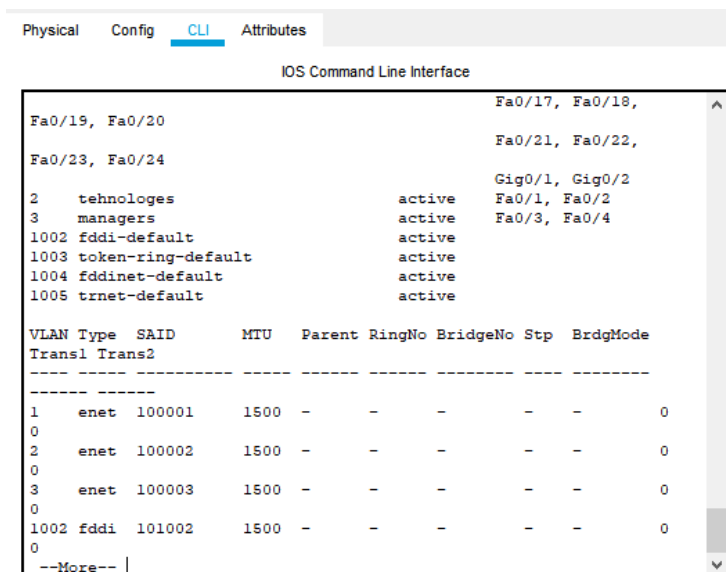 Physical Config CLI Attributes
IOS Command Line Interface
Fa0/17, Fa0/18,
Fa0/19, Fa0/20
Fa0/21, Fa0/22,
Fa0/23, Fa0/24
Gig0/1, Gig0/2
2 tehnologes active Fa0/1, Fa0/2
3 managers active Fa0/3, Fa0/4
1002 fddi-default active
1003 token-ring-default active
1004 fddinet-default active
1005 trnet-default active
VLAN Type SAID MTU Parent RingNo BridgeNo Stp BrdgMode
Trans1 Trans2
---- ----- ---------- ----- ------ ------ -------- ---- --------
------ ------
1 enet 100001 1500 - - - - - 0
0
2 enet 100002 1500 - - - - - 0
0
3 enet 100003 1500 - - - - - 0
0
1002 fddi 101002 1500 - - - - - 0
0
--More--